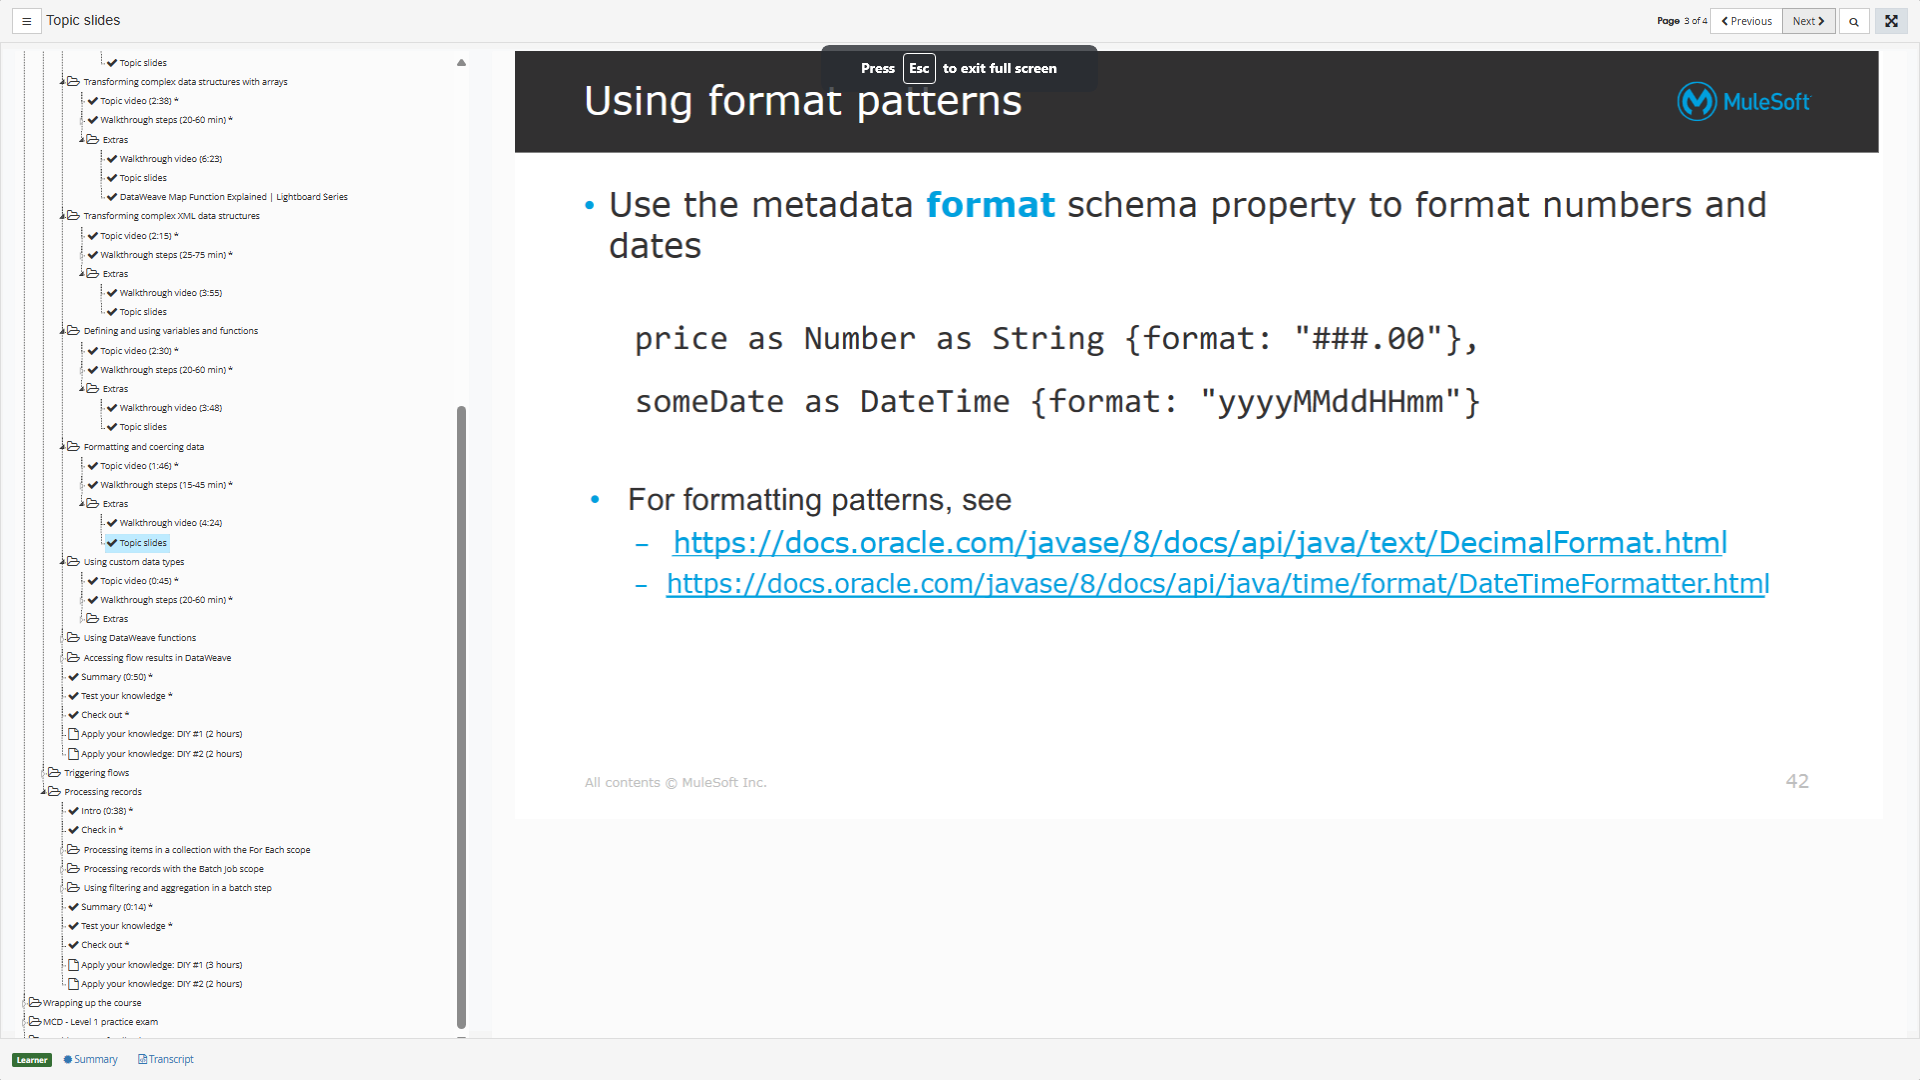 Topic slides
Page 3 of 4
Previous
Next
Press Esc to exit full screen
Topic slides
Transforming complex data structures with arrays
Topic video (2:38) *
Walkthrough steps (20-60 min) *
Extras
Walkthrough video (6:23)
Topic slides
DataWeave Map Function Explained | Lightboard Series
Transforming complex XML data structures
Topic video (2:15) *
Walkthrough steps (25-75 min) *
Extras
Walkthrough video (3:55)
Topic slides
Defining and using variables and functions
Topic video (2:30) *
Walkthrough steps (20-60 min) *
Extras
Walkthrough video (3:48)
Topic slides
Formatting and coercing data
Topic video (1:46) *
Walkthrough steps (15-45 min) *
Extras
Walkthrough video (4:24)
Topic slides
Using custom data types
Topic video (0:45) *
Walkthrough steps (20-60 min) *
Extras
Using DataWeave functions
Accessing flow results in DataWeave
Summary (0:50) *
Test your knowledge *
Check out *
Apply your knowledge: DIY #1 (2 hours)
Apply your knowledge: DIY #2 (2 hours)
Triggering flows
Processing records
Intro (0:38) *
Check in *
Processing items in a collection with the For Each scope
Processing records with the Batch Job scope
Using filtering and aggregation in a batch step
Summary (0:14) *
Test your knowledge *
Check out *
Apply your knowledge: DIY #1 (3 hours)
Apply your knowledge: DIY #2 (2 hours)
Wrapping up the course
MCD - Level 1 practice exam
Using format patterns
MuleSoft
• Use the metadata format schema property to format numbers and
dates
price as Number as String {format: "###.00"},
someDate as DateTime {format: "yyyyMMddHHmm"}
• For formatting patterns, see
– https://docs.oracle.com/javase/8/docs/api/java/text/DecimalFormat.html
– https://docs.oracle.com/javase/8/docs/api/java/time/format/DateTimeFormatter.html
All contents © MuleSoft Inc.
42
Learner
Summary
Transcript